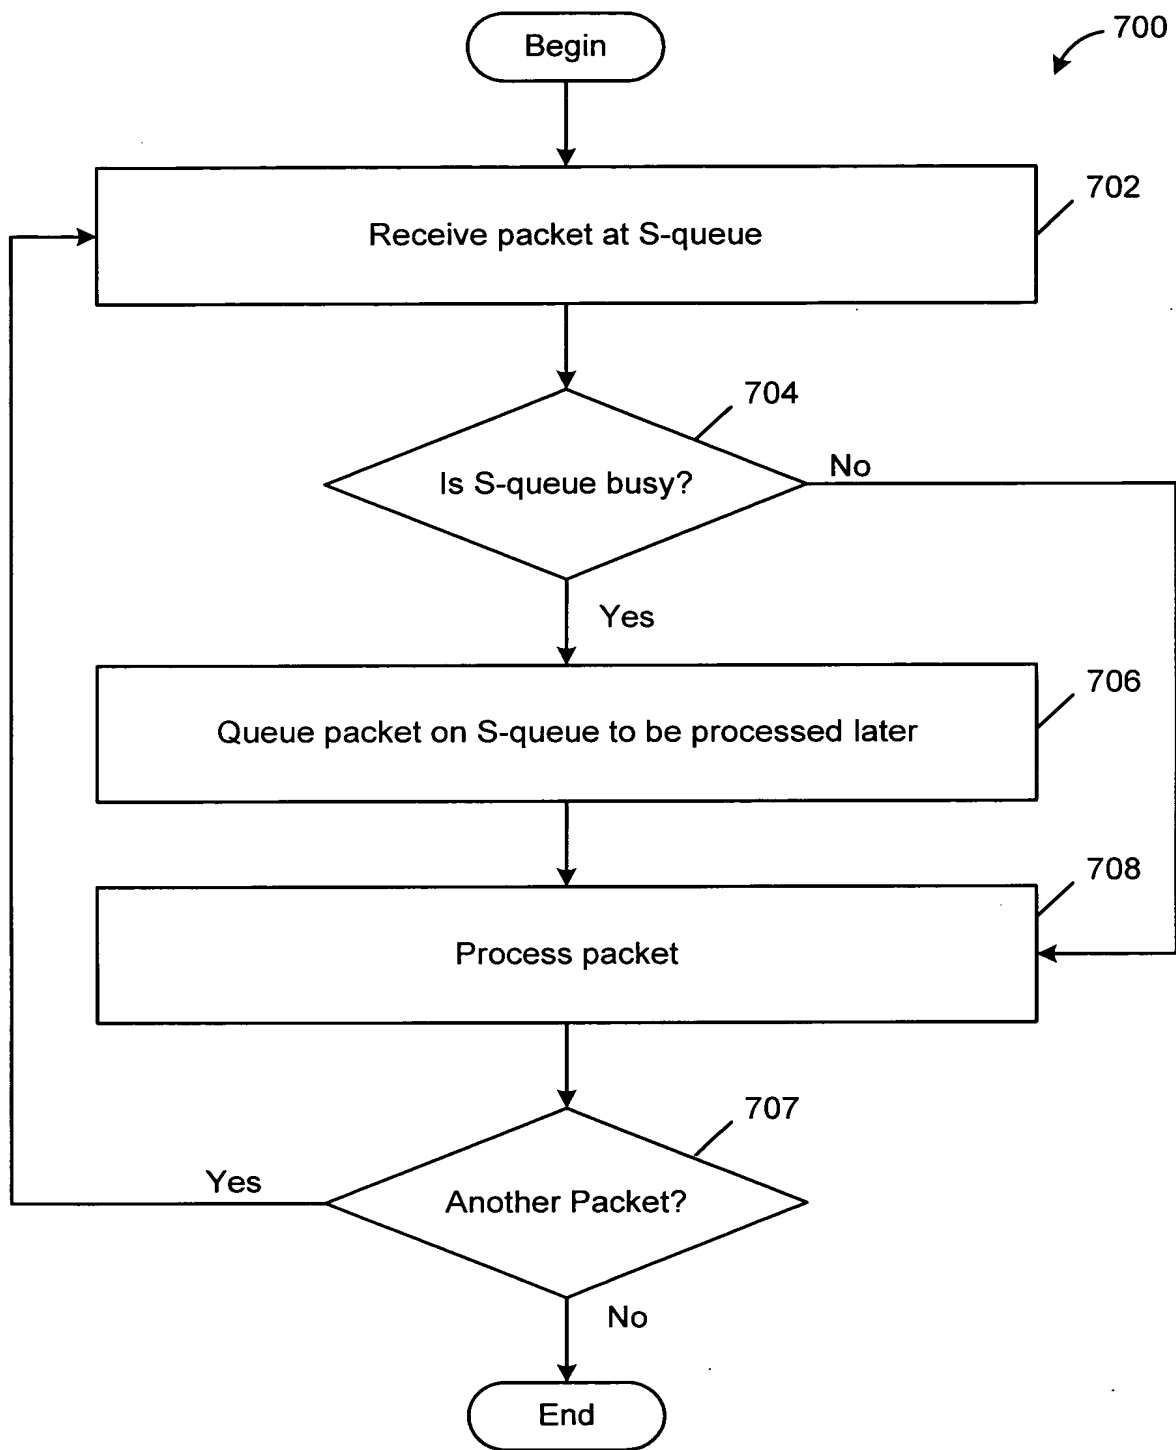 Begin
700
Receive packet at S-queue
702
Is S-queue busy?
704
No
Yes
Queue packet on S-queue to be processed later
706
Process packet
708
Another Packet?
707
Yes
No
End